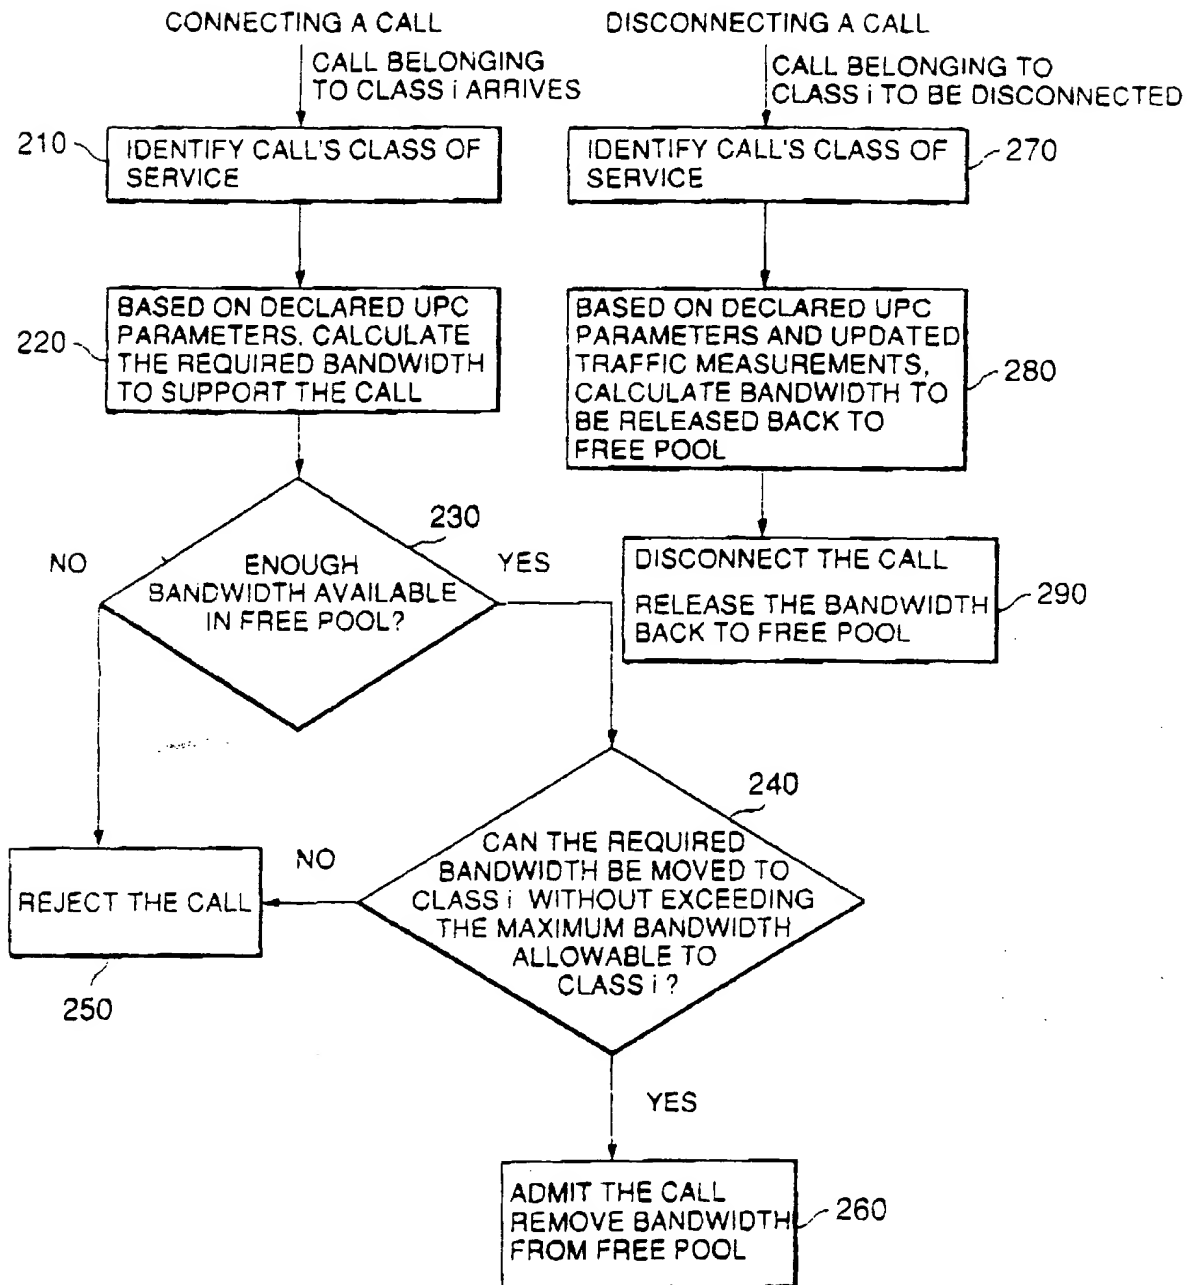 CONNECTING A CALL
CALL BELONGING
TO CLASS i ARRIVES
210
IDENTIFY CALL'S CLASS OF
SERVICE
220
BASED ON DECLARED UPC
PARAMETERS, CALCULATE
THE REQUIRED BANDWIDTH
TO SUPPORT THE CALL
230
NO
ENOUGH
BANDWIDTH AVAILABLE
IN FREE POOL?
YES
DISCONNECTING A CALL
CALL BELONGING TO
CLASS i TO BE DISCONNECTED
IDENTIFY CALL'S CLASS OF
SERVICE
270
BASED ON DECLARED UPC
PARAMETERS AND UPDATED
TRAFFIC MEASUREMENTS,
CALCULATE BANDWIDTH TO
BE RELEASED BACK TO
FREE POOL
280
DISCONNECT THE CALL
RELEASE THE BANDWIDTH
BACK TO FREE POOL
290
240
CAN THE REQUIRED
BANDWIDTH BE MOVED TO
CLASS i WITHOUT EXCEEDING
THE MAXIMUM BANDWIDTH
ALLOWABLE TO
CLASS i ?
NO
REJECT THE CALL
250
YES
ADMIT THE CALL
REMOVE BANDWIDTH
FROM FREE POOL
260